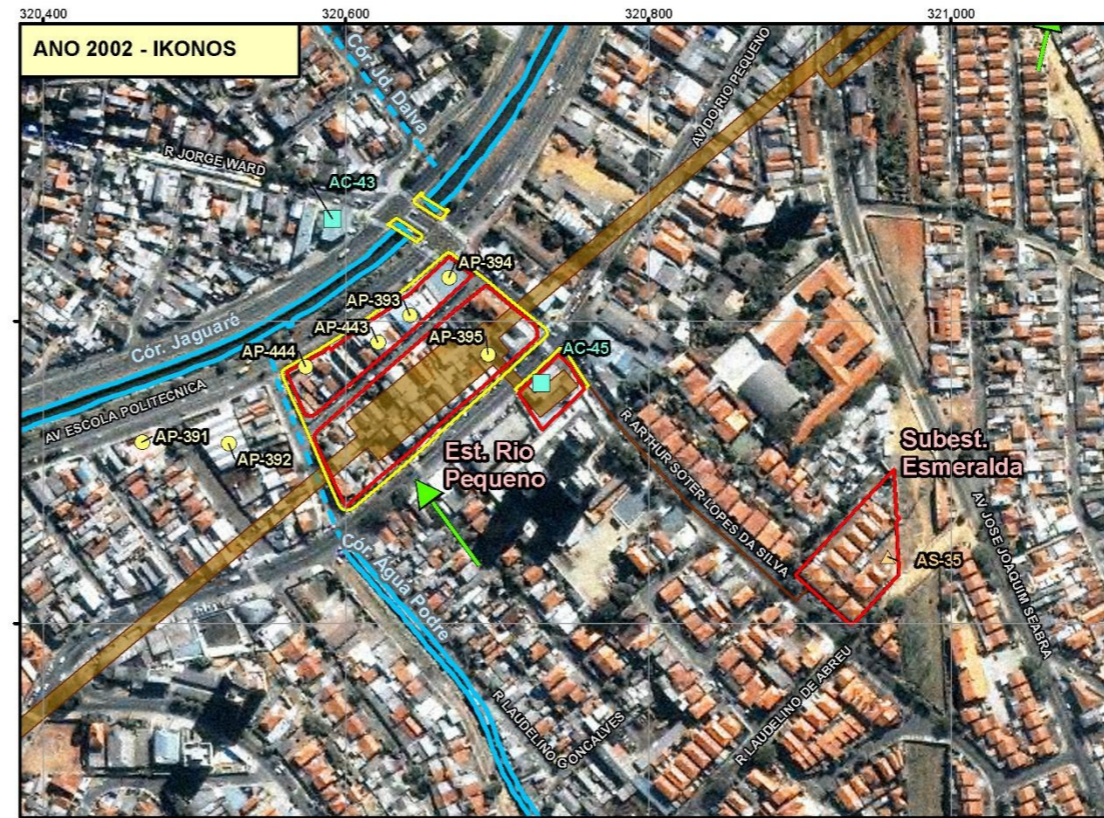 320,400
320,600
320,800
321,000
ANO 2002 - IKONOS
Cór. Jd. Dalva
AV DO RIO PEQUENO
R JORGE WARD
AC-43
AP-394
AP-393
AP-443
AP-395
AC-45
AP-444
Cór. Jaguaré
AV ESCOLA POLITECNICA
AP-391
AP-392
Est. Rio
Pequeno
R ARTHUR SOTER LOPES DA SILVA
Subest.
Esmeralda
AS-35
AV JOSE JOAQUIM SEABRA
Cór. Água Podre
R LAUDELINO GONCALVES
R LAUDELINO DE ABREU